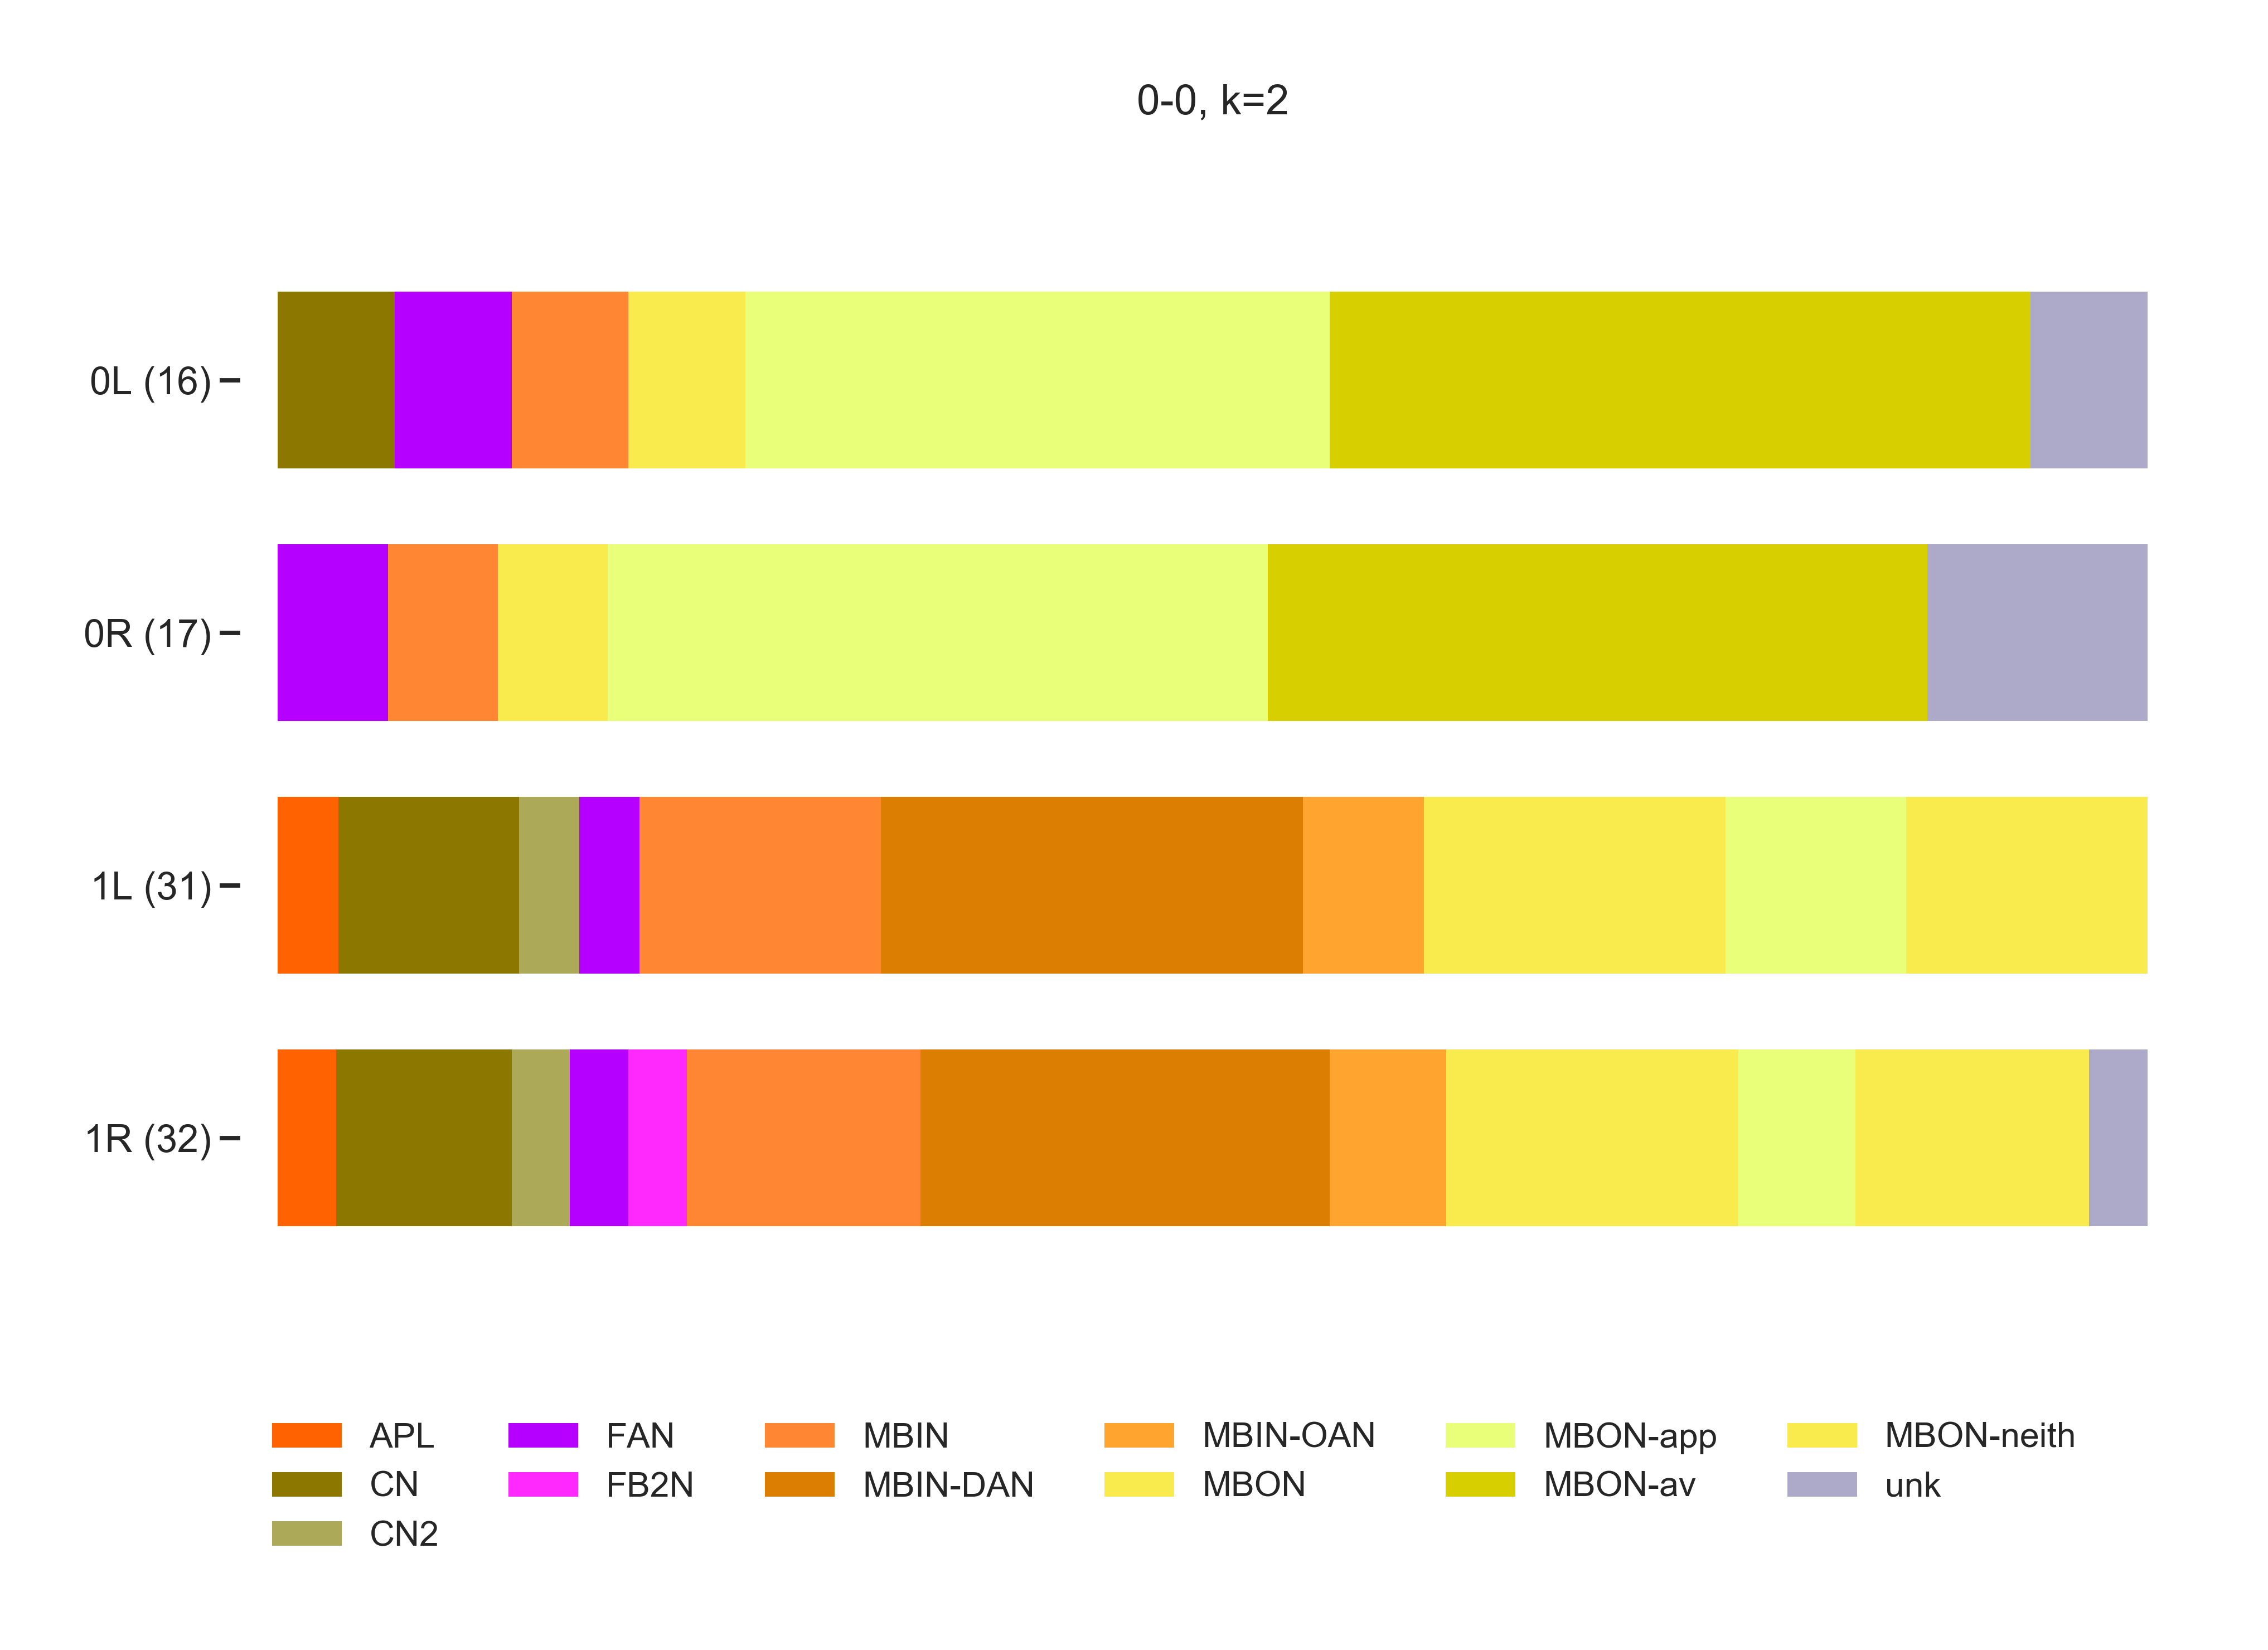 0-0, k=2
0L (16)
0R (17)
1L (31)
1R (32)
APL FAN MBIN MBIN-OAN MBON-app MBON-neith
CN FB2N MBIN-DAN MBON MBON-av unk
CN2